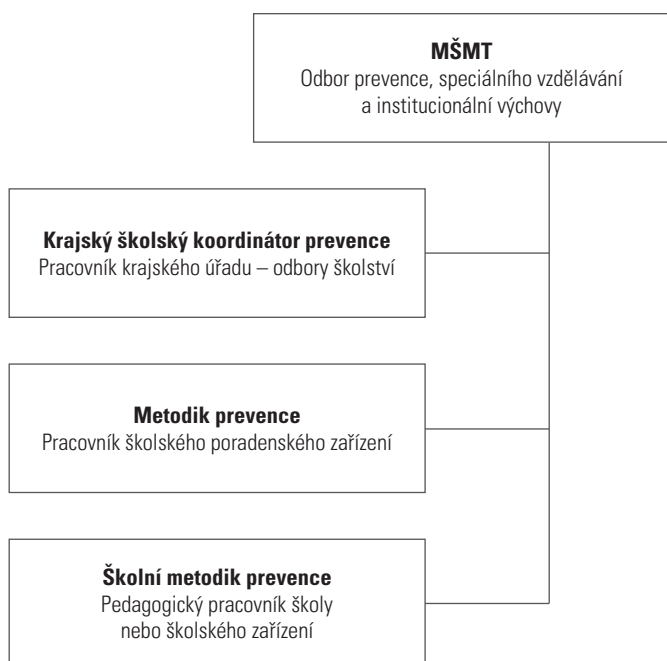 MŠMT
Odbor prevence, speciálního vzdělávání
a institucionální výchovy
Krajský školský koordinátor prevence
Pracovník krajského úřadu – odbory školství
Metodik prevence
Pracovník školského poradenského zařízení
Školní metodik prevence
Pedagogický pracovník školy
nebo školského zařízení